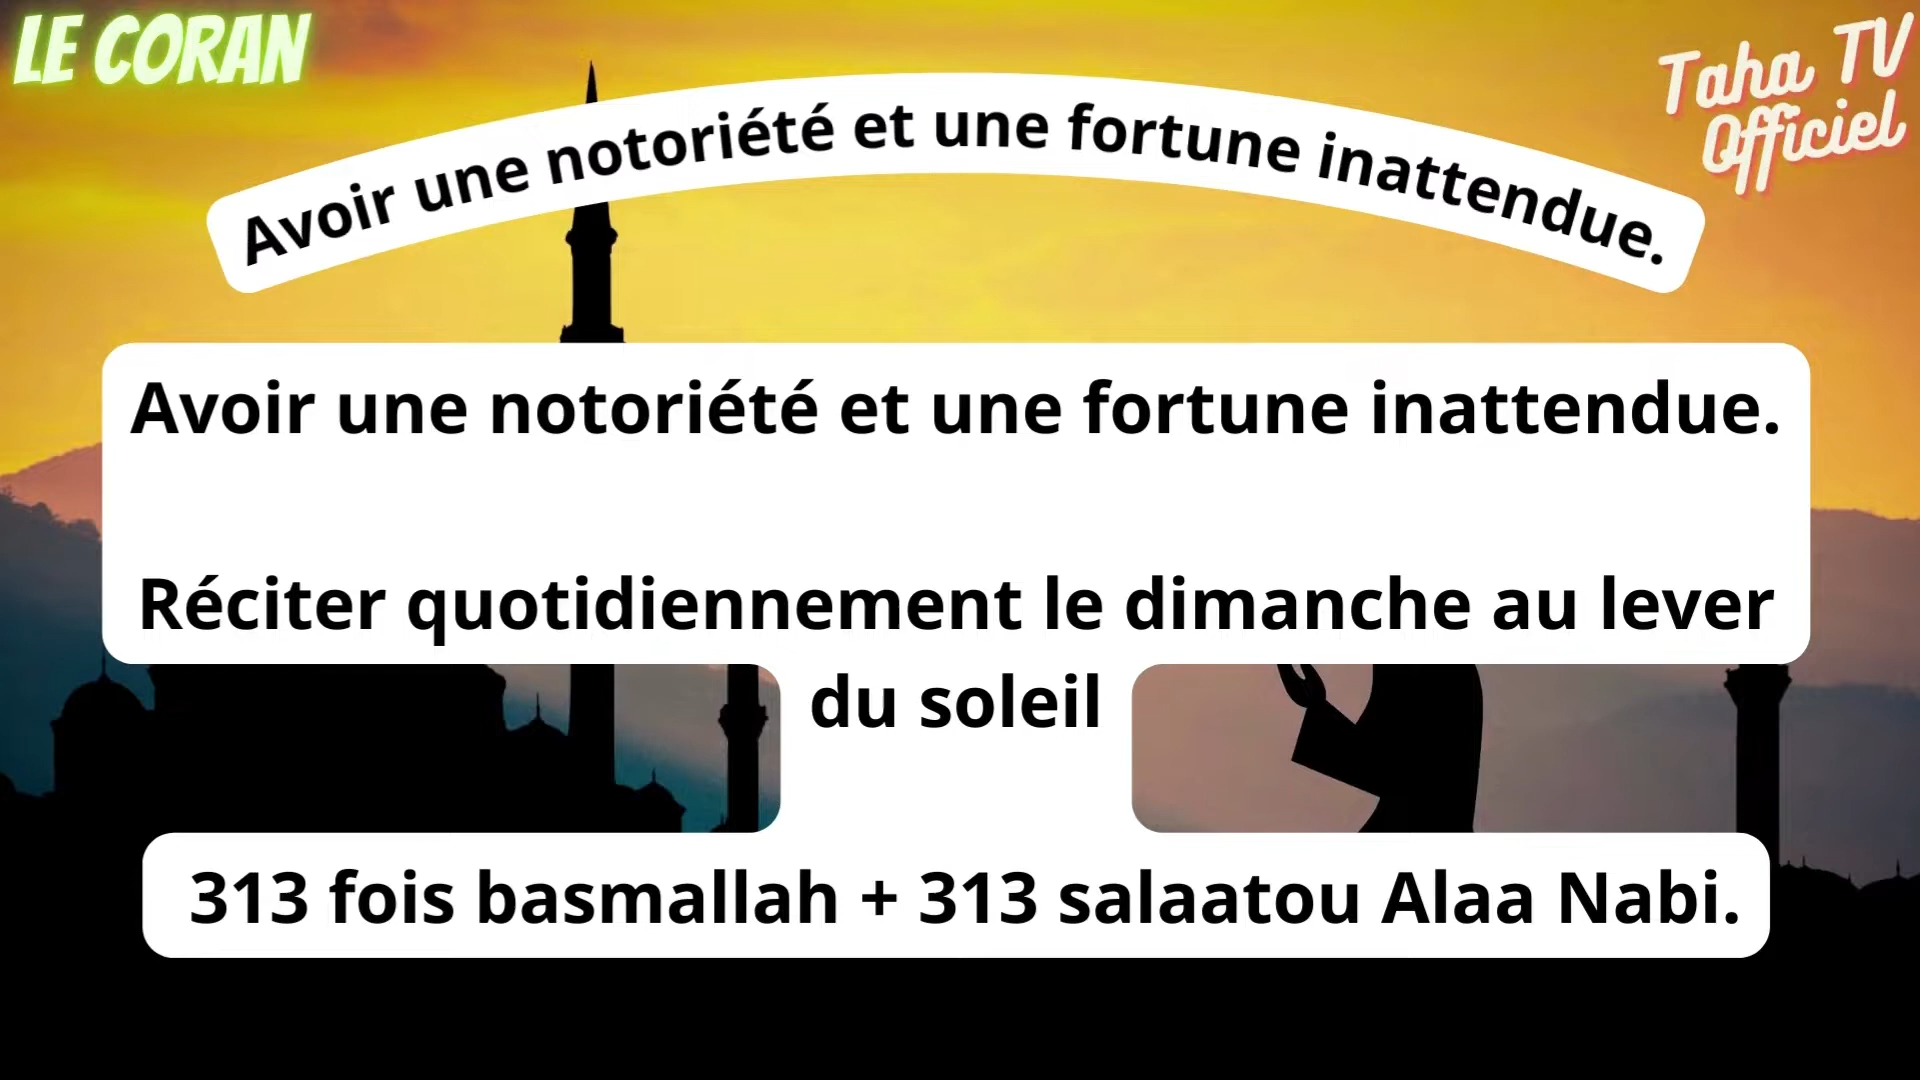 LE CORAN
Taha TV
Officiel
Avoir une notoriété et une fortune inattendue.
Avoir une notoriété et une fortune inattendue.
Réciter quotidiennement le dimanche au lever
du soleil
313 fois basmallah + 313 salaatou Alaa Nabi.